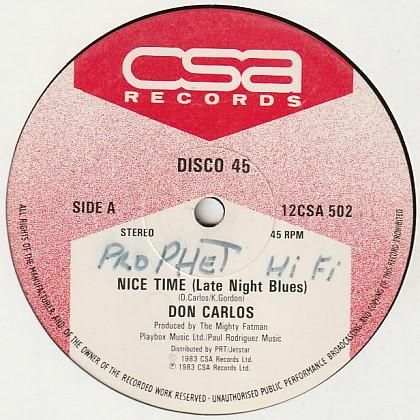 csa
RECORDS
DISCO 45
SIDE A
12CSA 502
STEREO
45 RPM
PROPHET HiFi
NICE TIME (Late Night Blues)
(D.Carlos/K.Gordon)
DON CARLOS
Produced by The Mighty Fatman
Playbox Music Ltd./Paul Rodriguez Music
Distributed by PRT/Jetstar
℗ 1983 CSA Records Ltd.
© 1983 CSA Records Ltd.
ALL RIGHTS OF THE MANUFACTURER, AND OF THE OWNER OF THE RECORDED WORK RESERVED - UNAUTHORISED PUBLIC PERFORMANCE BROADCASTING AND COPYING OF THIS RECORD PROHIBITED